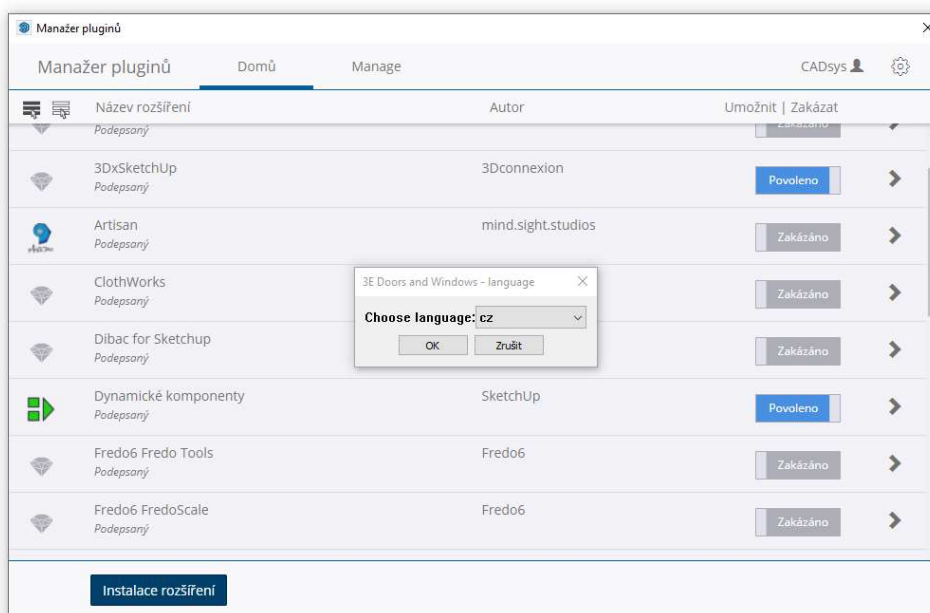 Manažer pluginů
Manažer pluginů Domů Manage CADsys
Název rozšíření Autor Umožnit | Zakázat
Podepsaný Zakázáno
3DxSketchUp 3Dconnexion
Podepsaný Povoleno
Artisan mind.sight.studios
Podepsaný Zakázáno
ClothWorks
Podepsaný Zakázáno
3E Doors and Windows - language
Choose language: cz
OK Zrušit
Dibac for Sketchup
Podepsaný Zakázáno
Dynamické komponenty SketchUp
Podepsaný Povoleno
Fredo6 Fredo Tools Fredo6
Podepsaný Zakázáno
Fredo6 FredoScale Fredo6
Podepsaný Zakázáno
Instalace rozšíření